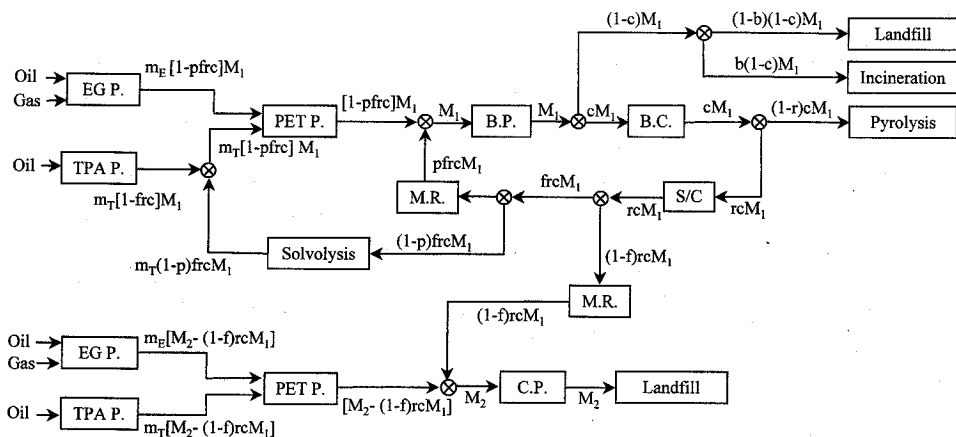 (1-c)M₁
(1-b)(1-c)M₁
Landfill
b(1-c)M₁
Incineration
Oil
Gas
EG P.
mE[1-pfrc]M₁
PET P.
[1-pfrc]M₁
M₁
B.P.
M₁
cM₁
B.C.
cM₁
(1-r)cM₁
Pyrolysis
mT[1-pfrc] M₁
Oil
TPA P.
mT[1-frc]M₁
pfrcM₁
M.R.
frcM₁
rcM₁
S/C
rcM₁
Solvolysis
(1-p)frcM₁
mT(1-p)frcM₁
(1-f)rcM₁
M.R.
(1-f)rcM₁
Oil
Gas
EG P.
mE[M₂- (1-f)rcM₁]
PET P.
[M₂- (1-f)rcM₁]
M₂
C.P.
M₂
Landfill
Oil
TPA P.
mT[M₂- (1-f)rcM₁]